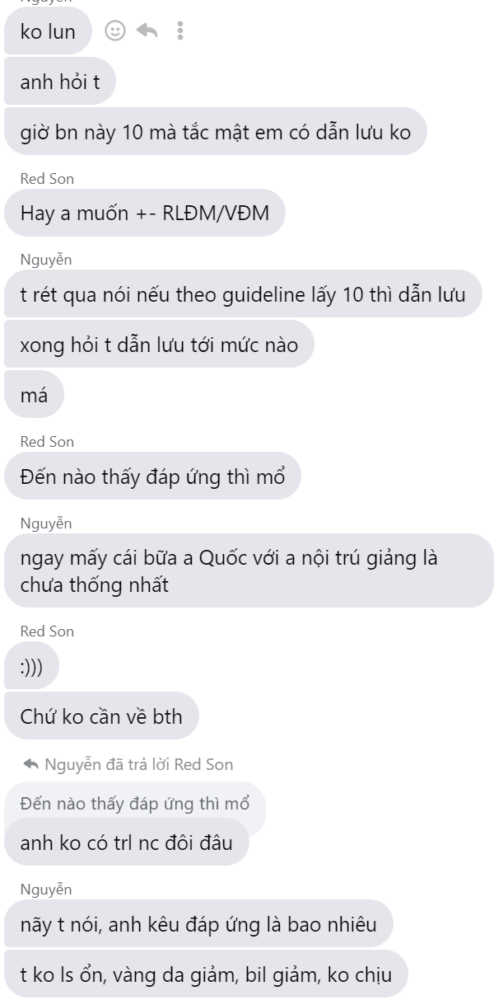 Nguyễn
ko lun
anh hỏi t
giờ bn này 10 mà tắc mật em có dẫn lưu ko
Red Son
Hay a muốn +- RLĐM/VĐM
Nguyễn
t rét qua nói nếu theo guideline lấy 10 thì dẫn lưu
xong hỏi t dẫn lưu tới mức nào
má
Red Son
Đến nào thấy đáp ứng thì mổ
Nguyễn
ngay mấy cái bữa a Quốc với a nội trú giảng là
chưa thống nhất
Red Son
:)))
Chứ ko cần về bth
Nguyễn đã trả lời Red Son
Đến nào thấy đáp ứng thì mổ
anh ko có trl nc đôi đâu
Nguyễn
nãy t nói, anh kêu đáp ứng là bao nhiêu
t ko ls ổn, vàng da giảm, bil giảm, ko chịu